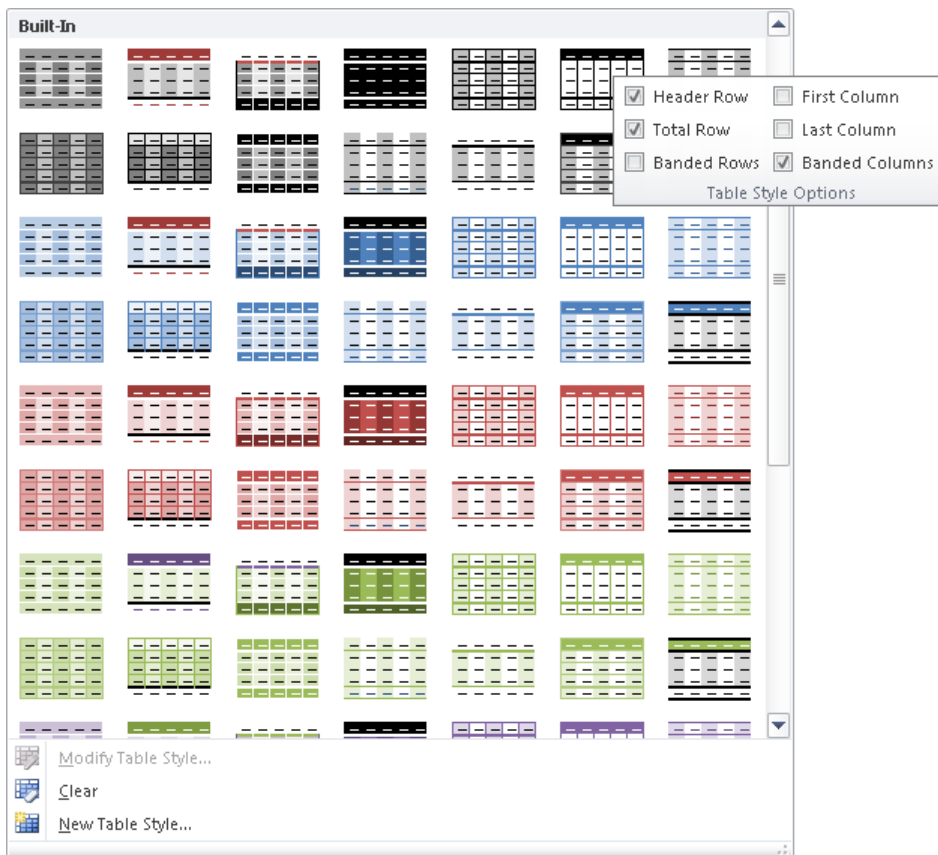 Built-In
Header Row First Column
Total Row Last Column
Banded Rows Banded Columns
Table Style Options
Modify Table Style...
Clear
New Table Style...